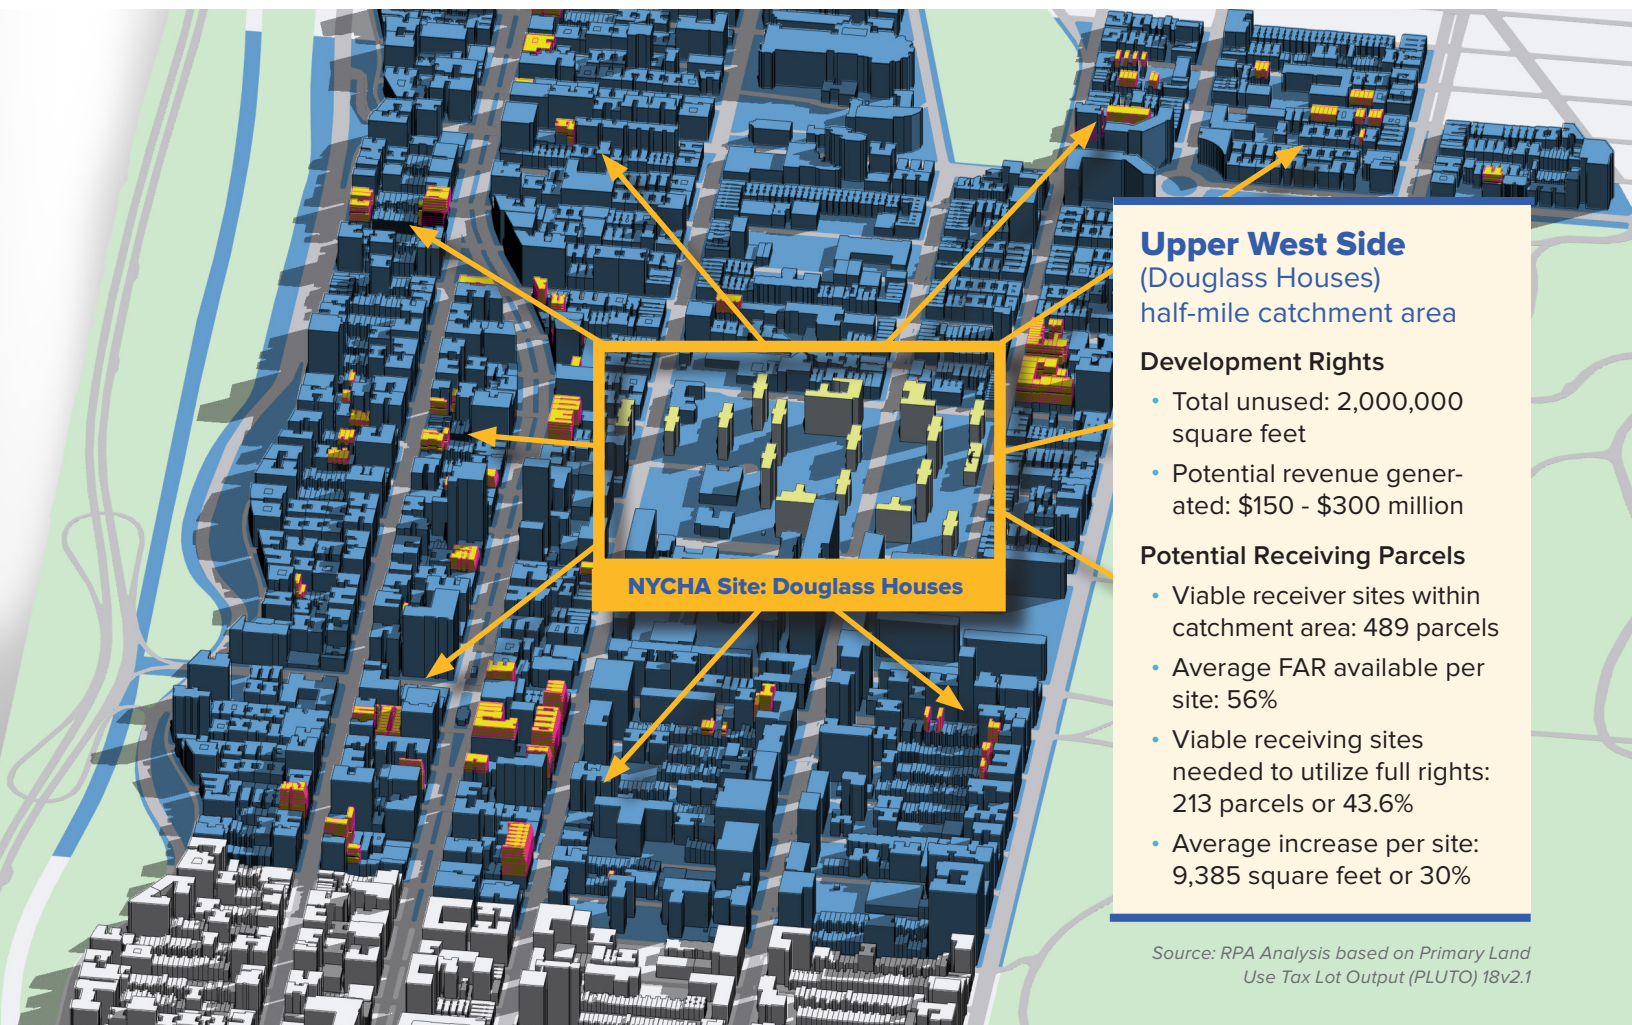 Upper West Side
(Douglass Houses)
half-mile catchment area
Development Rights
• Total unused: 2,000,000
square feet
• Potential revenue gener-
ated: $150 - $300 million
Potential Receiving Parcels
• Viable receiver sites within
catchment area: 489 parcels
• Average FAR available per
site: 56%
• Viable receiving sites
needed to utilize full rights:
213 parcels or 43.6%
• Average increase per site:
9,385 square feet or 30%
NYCHA Site: Douglass Houses
Source: RPA Analysis based on Primary Land
Use Tax Lot Output (PLUTO) 18v2.1